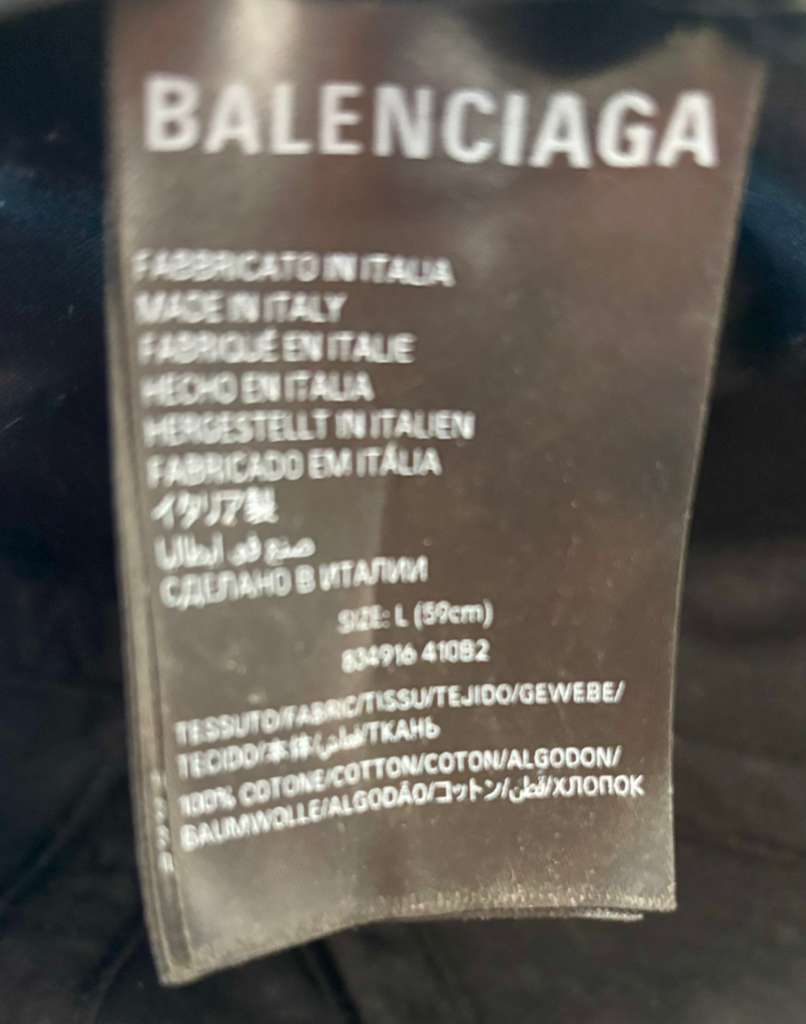 BALENCIAGA
FABBRICATO IN ITALIA
MADE IN ITALY
FABRIQUÉ EN ITALIE
HECHO EN ITALIA
HERGESTELLT IN ITALIEN
FABRICADO EM ITÁLIA
イタリア製
صنع في ايطاليا
СДЕЛАНО В ИТАЛИИ
SIZE: L (59cm)
834916 410B2
TESSUTO/FABRIC/TISSU/TEJIDO/GEWEBE/
TECIDO/本体/قماش/ТКАНЬ
100% COTONE/COTTON/COTON/ALGODON/
BAUMWOLLE/ALGODÃO/コットン/قطن/ХЛОПОК